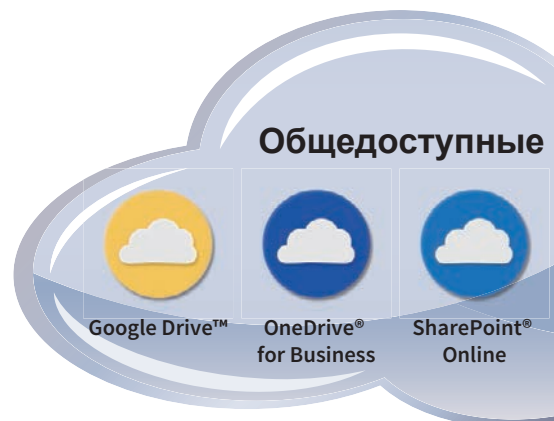 Общедоступные
Google Drive™
OneDrive®
for Business
SharePoint®
Online